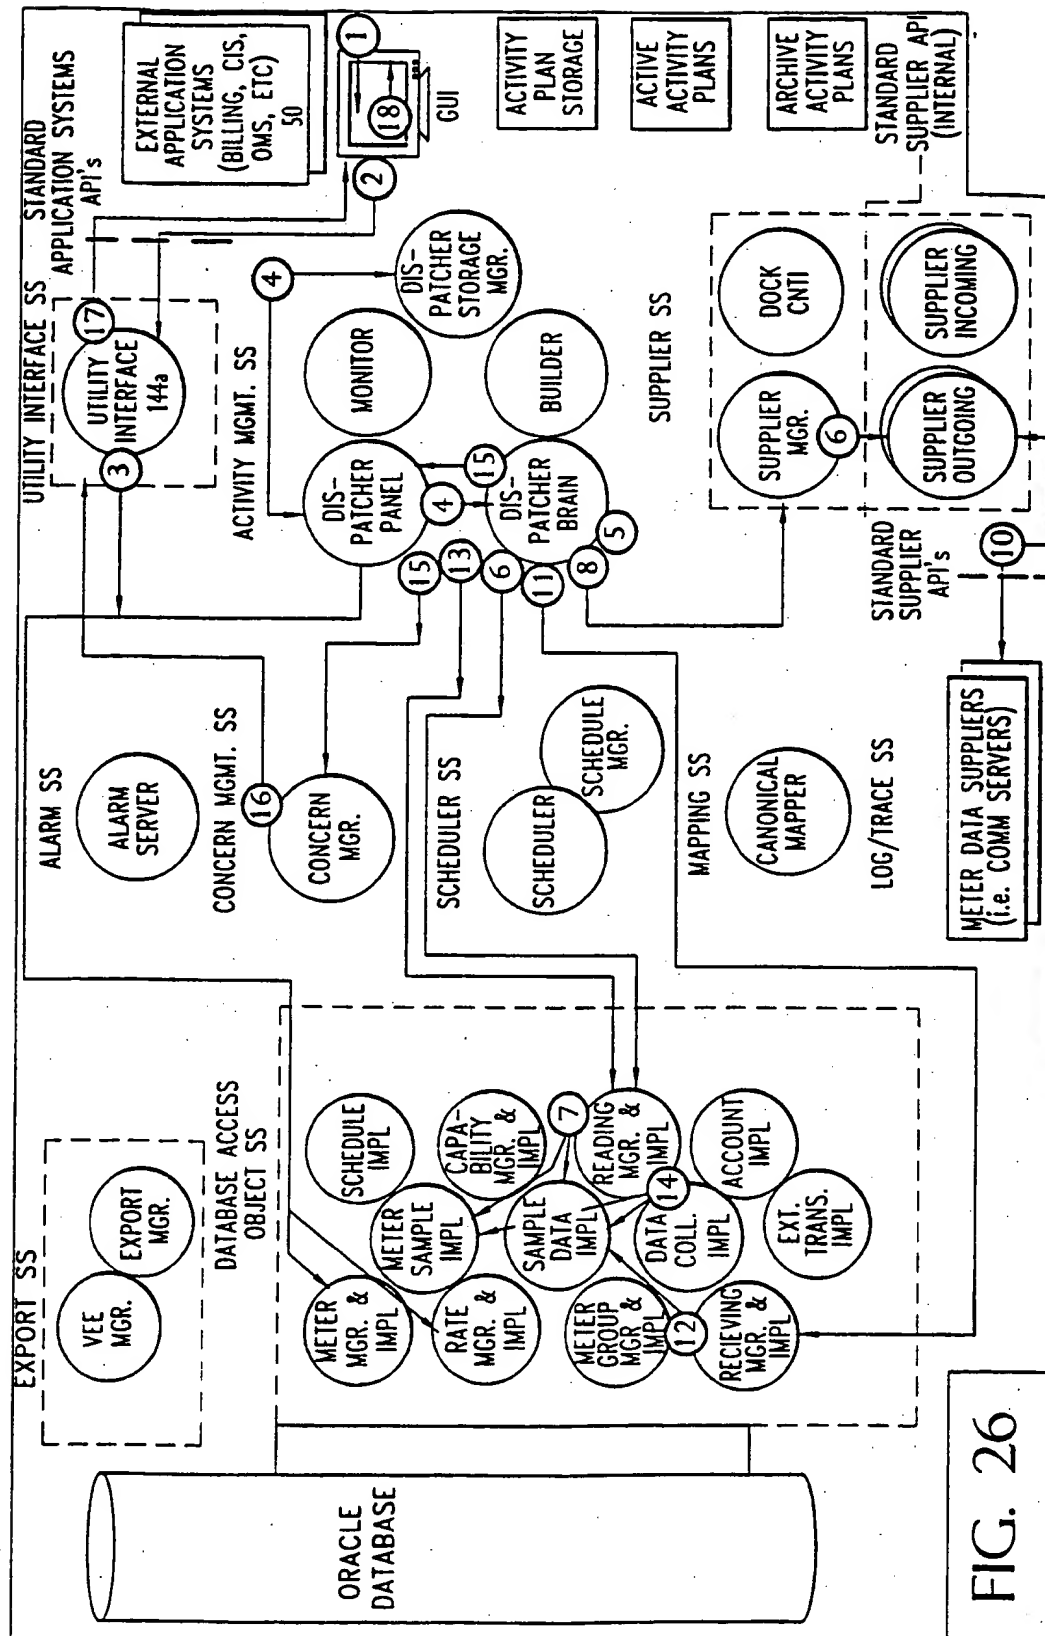 EXPORT SS
VEE
MGR.
EXPORT
MGR.
ALARM SS
ALARM
SERVER
UTILITY INTERFACE SS
UTILITY
INTERFACE
144a
3
17
STANDARD
APPLICATION SYSTEMS
API's
EXTERNAL
APPLICATION
SYSTEMS
(BILLING, CIS,
OMS, ETC)
50
1
18
2
GUI
DATABASE ACCESS
OBJECT SS
CONCERN MGMT. SS
16
CONCERN
MGR.
ACTIVITY MGMT. SS
4
DIS-
PATCHER
PANEL
MONITOR
DIS-
PATCHER
STORAGE
MGR.
4
15
DIS-
PATCHER
BRAIN
BUILDER
15
13
6
11
8
5
ACTIVITY
PLAN
STORAGE
ACTIVE
ACTIVITY
PLANS
ARCHIVE
ACTIVITY
PLANS
ORACLE
DATABASE
METER
MGR. &
IMPL
METER
SAMPLE
IMPL
SCHEDULE
IMPL
RATE
MGR. &
IMPL
SAMPLE
DATA
IMPL
CAPA-
BILITY
MGR. &
IMPL
7
METER
GROUP
MGR &
IMPL
DATA
COLL.
IMPL
READING
MGR. &
IMPL
14
12
RECIEVING
MGR. &
IMPL
EXT.
TRANS.
IMPL
ACCOUNT
IMPL
SCHEDULER SS
SCHEDULER
SCHEDULE
MGR.
MAPPING SS
CANONICAL
MAPPER
LOG/TRACE SS
METER DATA SUPPLIERS
(i.e. COMM SERVERS)
SUPPLIER SS
SUPPLIER
MGR.
DOCK
CNTI
6
SUPPLIER
OUTGOING
SUPPLIER
INCOMING
STANDARD
SUPPLIER API
(INTERNAL)
STANDARD
SUPPLIER
API's
10
FIG. 26